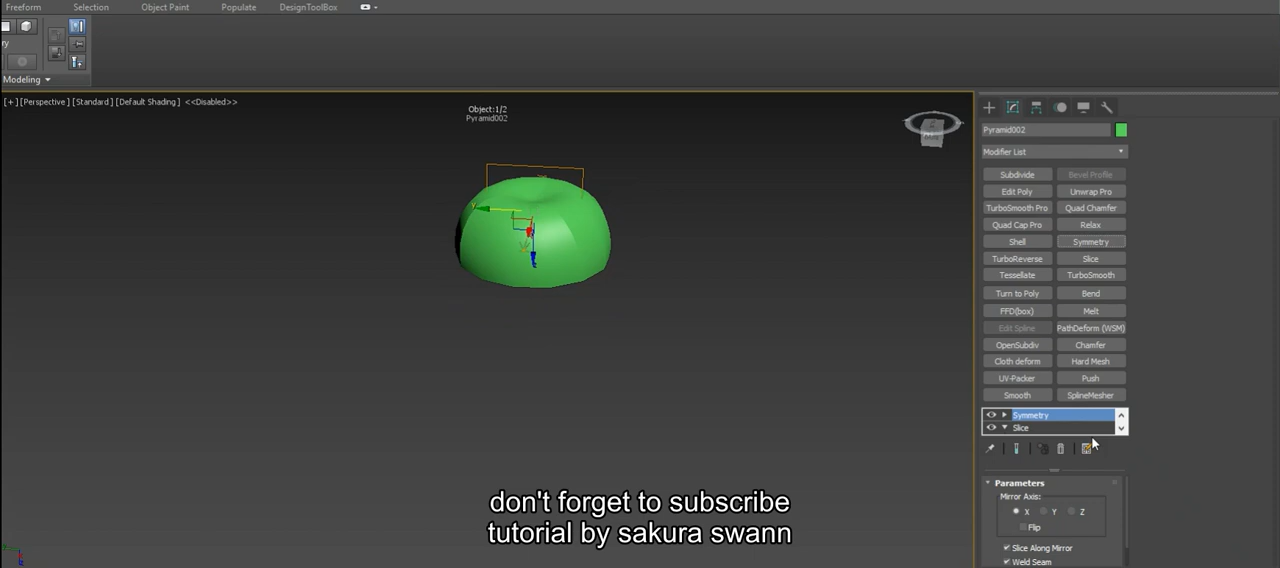 Freeform Selection Object Paint Populate DesignToolBox
Modeling
[+] [Perspective ] [Standard ] [Default Shading ] <<Disabled>>
Object:1/2
Pyramid002
Pyramid002
Modifier List
Subdivide Bevel Profile
Edit Poly Unwrap Pro
TurboSmooth Pro Quad Chamfer
Quad Cap Pro Relax
Shell Symmetry
TurboReverse Slice
Tessellate TurboSmooth
Turn to Poly Bend
FFD(box) Melt
Edit Spline PathDeform (WSM)
OpenSubdiv Chamfer
Cloth deform Hard Mesh
UV-Packer Push
Smooth SplineMesher
Symmetry
Slice
Parameters
Mirror Axis:
X Y Z
Flip
Slice Along Mirror
Weld Seam
don't forget to subscribe
tutorial by sakura swann